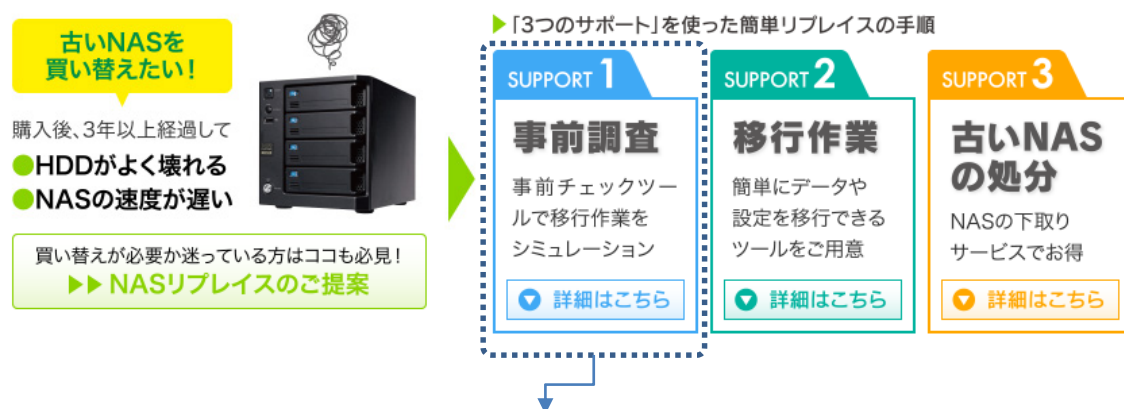 古いNASを
買い替えたい!
購入後、3年以上経過して
●HDDがよく壊れる
●NASの速度が遅い
買い替えが必要か迷っている方はココも必見!
▶▶NASリプレイスのご提案
▶「3つのサポート」を使った簡単リプレイスの手順
SUPPORT 1
事前調査
事前チェックツー
ルで移行作業を
シミュレーション
詳細はこちら
SUPPORT 2
移行作業
簡単にデータや
設定を移行できる
ツールをご用意
詳細はこちら
SUPPORT 3
古いNAS
の処分
NASの下取り
サービスでお得
詳細はこちら